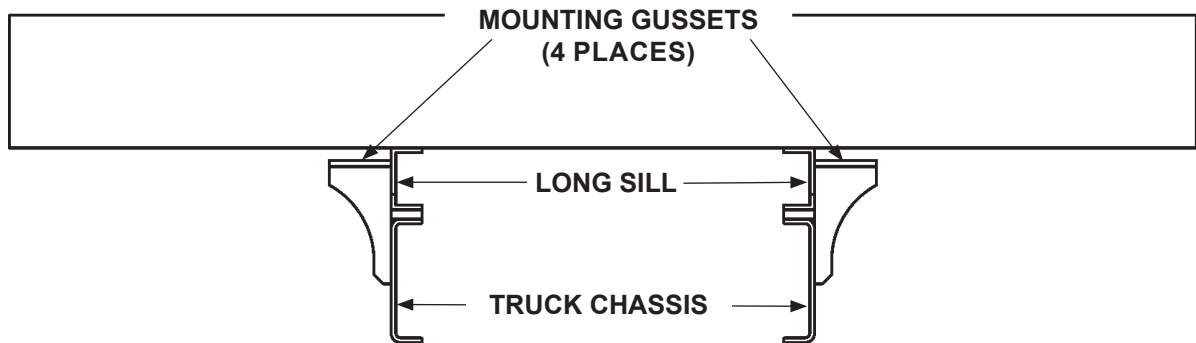 MOUNTING GUSSETS
(4 PLACES)
LONG SILL
TRUCK CHASSIS